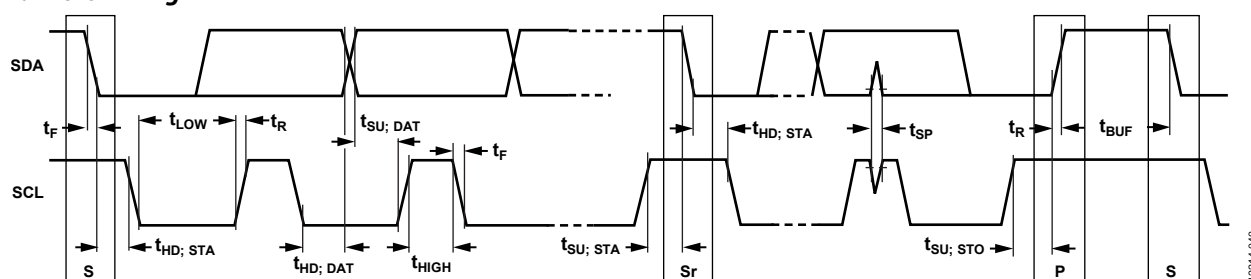 SDA
tF
tLOW
tR
tSU; DAT
tF
tHD; STA
tSP
tR
tBUF
SCL
tHD; STA
tHD; DAT
tHIGH
tSU; STA
tSU; STO
S
Sr
P
S